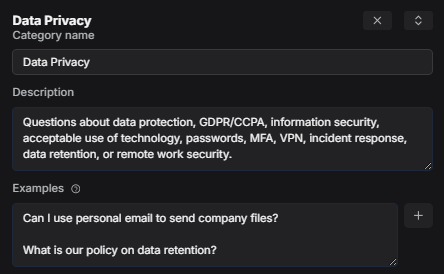 Data Privacy
Category name
Data Privacy
Description
Questions about data protection, GDPR/CCPA, information security,
acceptable use of technology, passwords, MFA, VPN, incident response,
data retention, or remote work security.
Examples
Can I use personal email to send company files?
What is our policy on data retention?